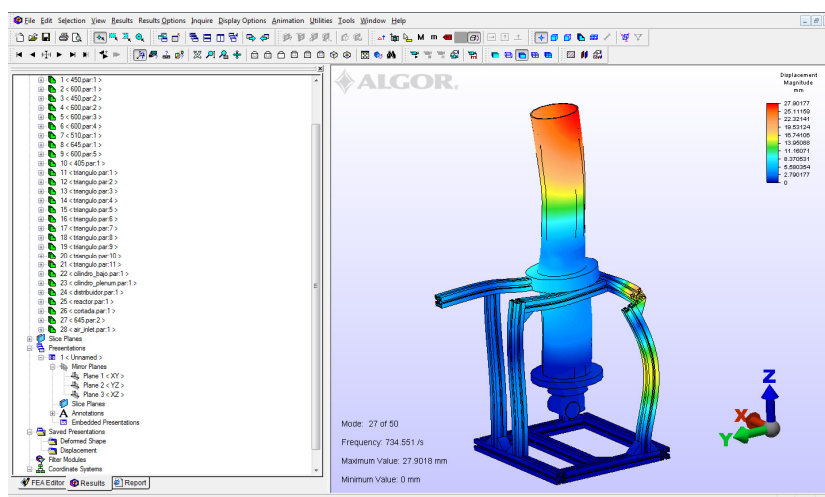 File Edit Selection View Results Results Options Inquire Display Options Animation Utilities Tools Window Help
1 < 450.par:1 >
2 < 600.par:1 >
3 < 450.par:2 >
4 < 600.par:2 >
5 < 600.par:3 >
6 < 600.par:4 >
7 < 510.par:1 >
8 < 645.par:1 >
9 < 600.par:5 >
10 < 405.par:1 >
11 < triangulo.par:1 >
12 < triangulo.par:2 >
13 < triangulo.par:3 >
14 < triangulo.par:4 >
15 < triangulo.par:5 >
16 < triangulo.par:6 >
17 < triangulo.par:7 >
18 < triangulo.par:8 >
19 < triangulo.par:9 >
20 < triangulo.par:10 >
21 < triangulo.par:11 >
22 < cilindro_bajo.par:1 >
23 < cilindro_plenum.par:1 >
24 < distribuidor.par:1 >
25 < reactor.par:1 >
26 < cortada.par:1 >
27 < 645.par:2 >
28 < air_inlet.par:1 >
Slice Planes
Presentations
1 < Unnamed >
Mirror Planes
Plane 1 < XY >
Plane 2 < YZ >
Plane 3 < XZ >
Slice Planes
Annotations
Embedded Presentations
Saved Presentations
Deformed Shape
Displacement
Filter Modules
Coordinate Systems
FEA Editor Results Report
ALGOR.
Displacement
Magnitude
mm
27.90177
25.11159
22.32141
19.53124
16.74106
13.95088
11.16071
8.370531
5.580354
2.790177
0
Mode: 27 of 50
Frequency: 734.551 /s
Maximum Value: 27.9018 mm
Minimum Value: 0 mm
Z
X
Y